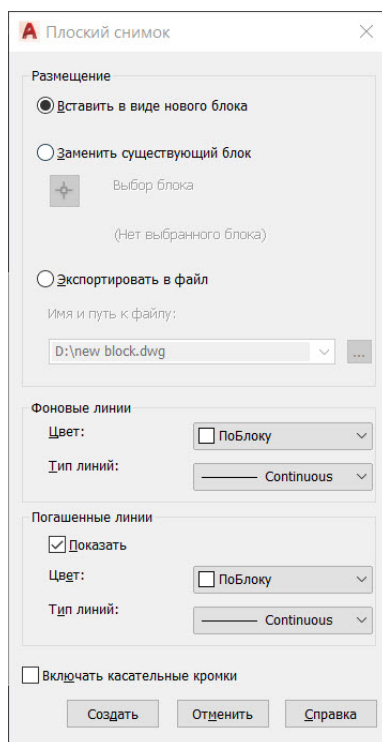 Плоский снимок
Размещение
Вставить в виде нового блока
Заменить существующий блок
Выбор блока
(Нет выбранного блока)
Экспортировать в файл
Имя и путь к файлу:
D:\new block.dwg
...
Фоновые линии
Цвет: ПоБлоку
Тип линий: Continuous
Погашенные линии
Показать
Цвет: ПоБлоку
Тип линий: Continuous
Включать касательные кромки
Создать Отменить Справка